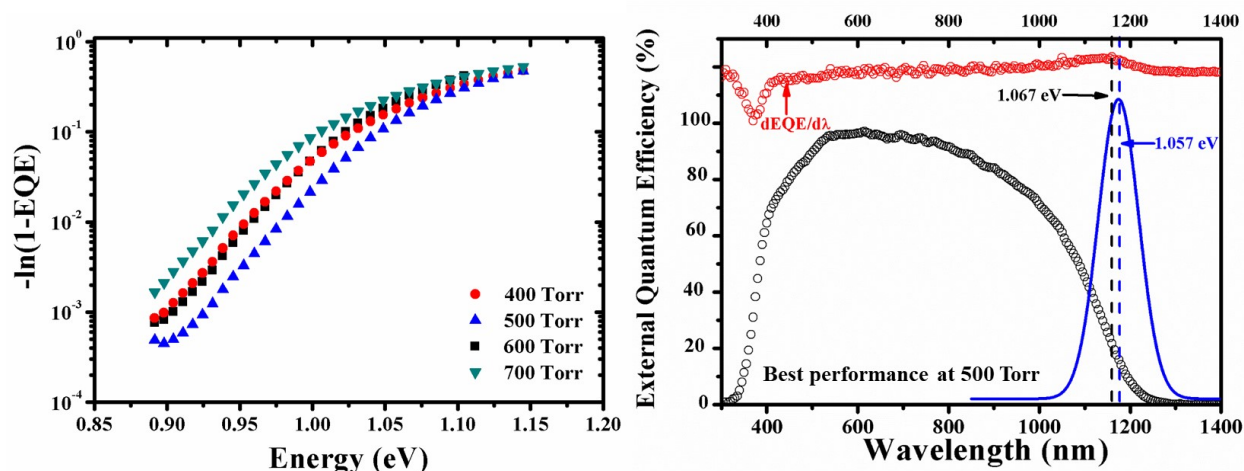 10⁰
10⁻¹
10⁻²
10⁻³
10⁻⁴
-ln(1-EQE)
400 Torr
500 Torr
600 Torr
700 Torr
0.85 0.90 0.95 1.00 1.05 1.10 1.15 1.20
Energy (eV)
400 600 800 1000 1200 1400
External Quantum Efficiency (%)
100
80
60
40
20
0
dEQE/dλ
1.067 eV
1.057 eV
Best performance at 500 Torr
400 600 800 1000 1200 1400
Wavelength (nm)